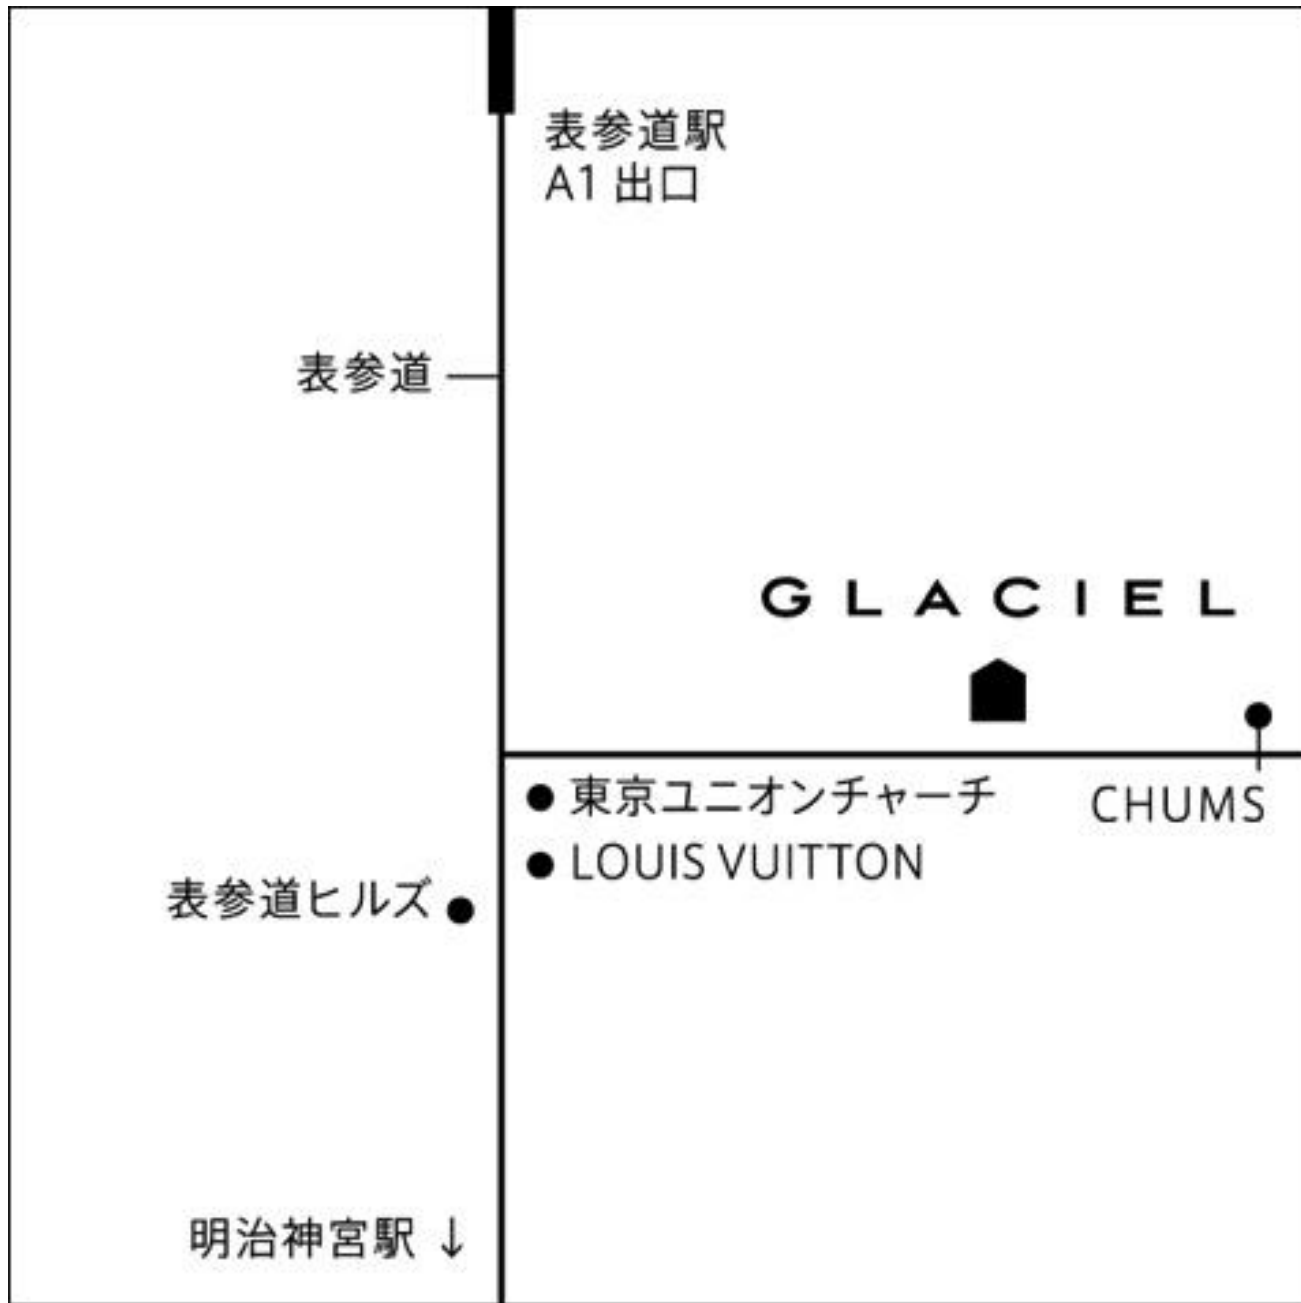 表参道駅
A1 出口
表参道
GLACIEL
東京ユニオンチャーチ
CHUMS
LOUIS VUITTON
表参道ヒルズ
明治神宮駅 ↓